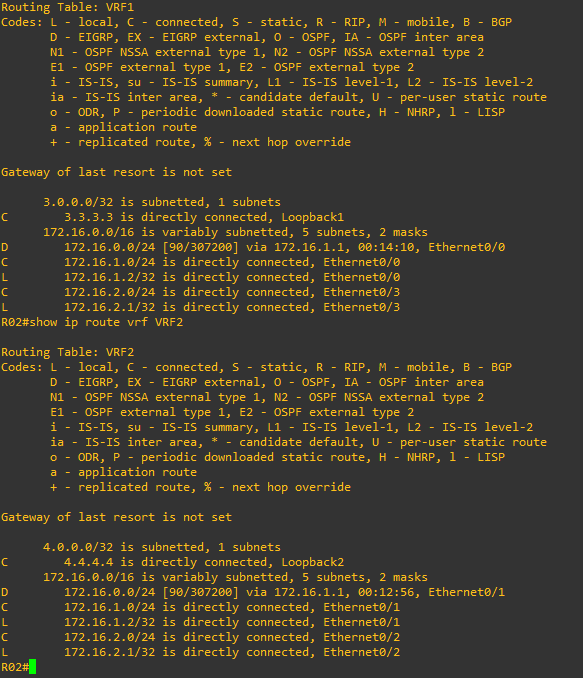 Routing Table: VRF1
Codes: L - local, C - connected, S - static, R - RIP, M - mobile, B - BGP
       D - EIGRP, EX - EIGRP external, O - OSPF, IA - OSPF inter area
       N1 - OSPF NSSA external type 1, N2 - OSPF NSSA external type 2
       E1 - OSPF external type 1, E2 - OSPF external type 2
       i - IS-IS, su - IS-IS summary, L1 - IS-IS level-1, L2 - IS-IS level-2
       ia - IS-IS inter area, * - candidate default, U - per-user static route
       o - ODR, P - periodic downloaded static route, H - NHRP, l - LISP
       a - application route
       + - replicated route, % - next hop override

Gateway of last resort is not set

      3.0.0.0/32 is subnetted, 1 subnets
C        3.3.3.3 is directly connected, Loopback1
      172.16.0.0/16 is variably subnetted, 5 subnets, 2 masks
D        172.16.0.0/24 [90/307200] via 172.16.1.1, 00:14:10, Ethernet0/0
C        172.16.1.0/24 is directly connected, Ethernet0/0
L        172.16.1.2/32 is directly connected, Ethernet0/0
C        172.16.2.0/24 is directly connected, Ethernet0/3
L        172.16.2.1/32 is directly connected, Ethernet0/3
R02#show ip route vrf VRF2

Routing Table: VRF2
Codes: L - local, C - connected, S - static, R - RIP, M - mobile, B - BGP
       D - EIGRP, EX - EIGRP external, O - OSPF, IA - OSPF inter area
       N1 - OSPF NSSA external type 1, N2 - OSPF NSSA external type 2
       E1 - OSPF external type 1, E2 - OSPF external type 2
       i - IS-IS, su - IS-IS summary, L1 - IS-IS level-1, L2 - IS-IS level-2
       ia - IS-IS inter area, * - candidate default, U - per-user static route
       o - ODR, P - periodic downloaded static route, H - NHRP, l - LISP
       a - application route
       + - replicated route, % - next hop override

Gateway of last resort is not set

      4.0.0.0/32 is subnetted, 1 subnets
C        4.4.4.4 is directly connected, Loopback2
      172.16.0.0/16 is variably subnetted, 5 subnets, 2 masks
D        172.16.0.0/24 [90/307200] via 172.16.1.1, 00:12:56, Ethernet0/1
C        172.16.1.0/24 is directly connected, Ethernet0/1
L        172.16.1.2/32 is directly connected, Ethernet0/1
C        172.16.2.0/24 is directly connected, Ethernet0/2
L        172.16.2.1/32 is directly connected, Ethernet0/2
R02#